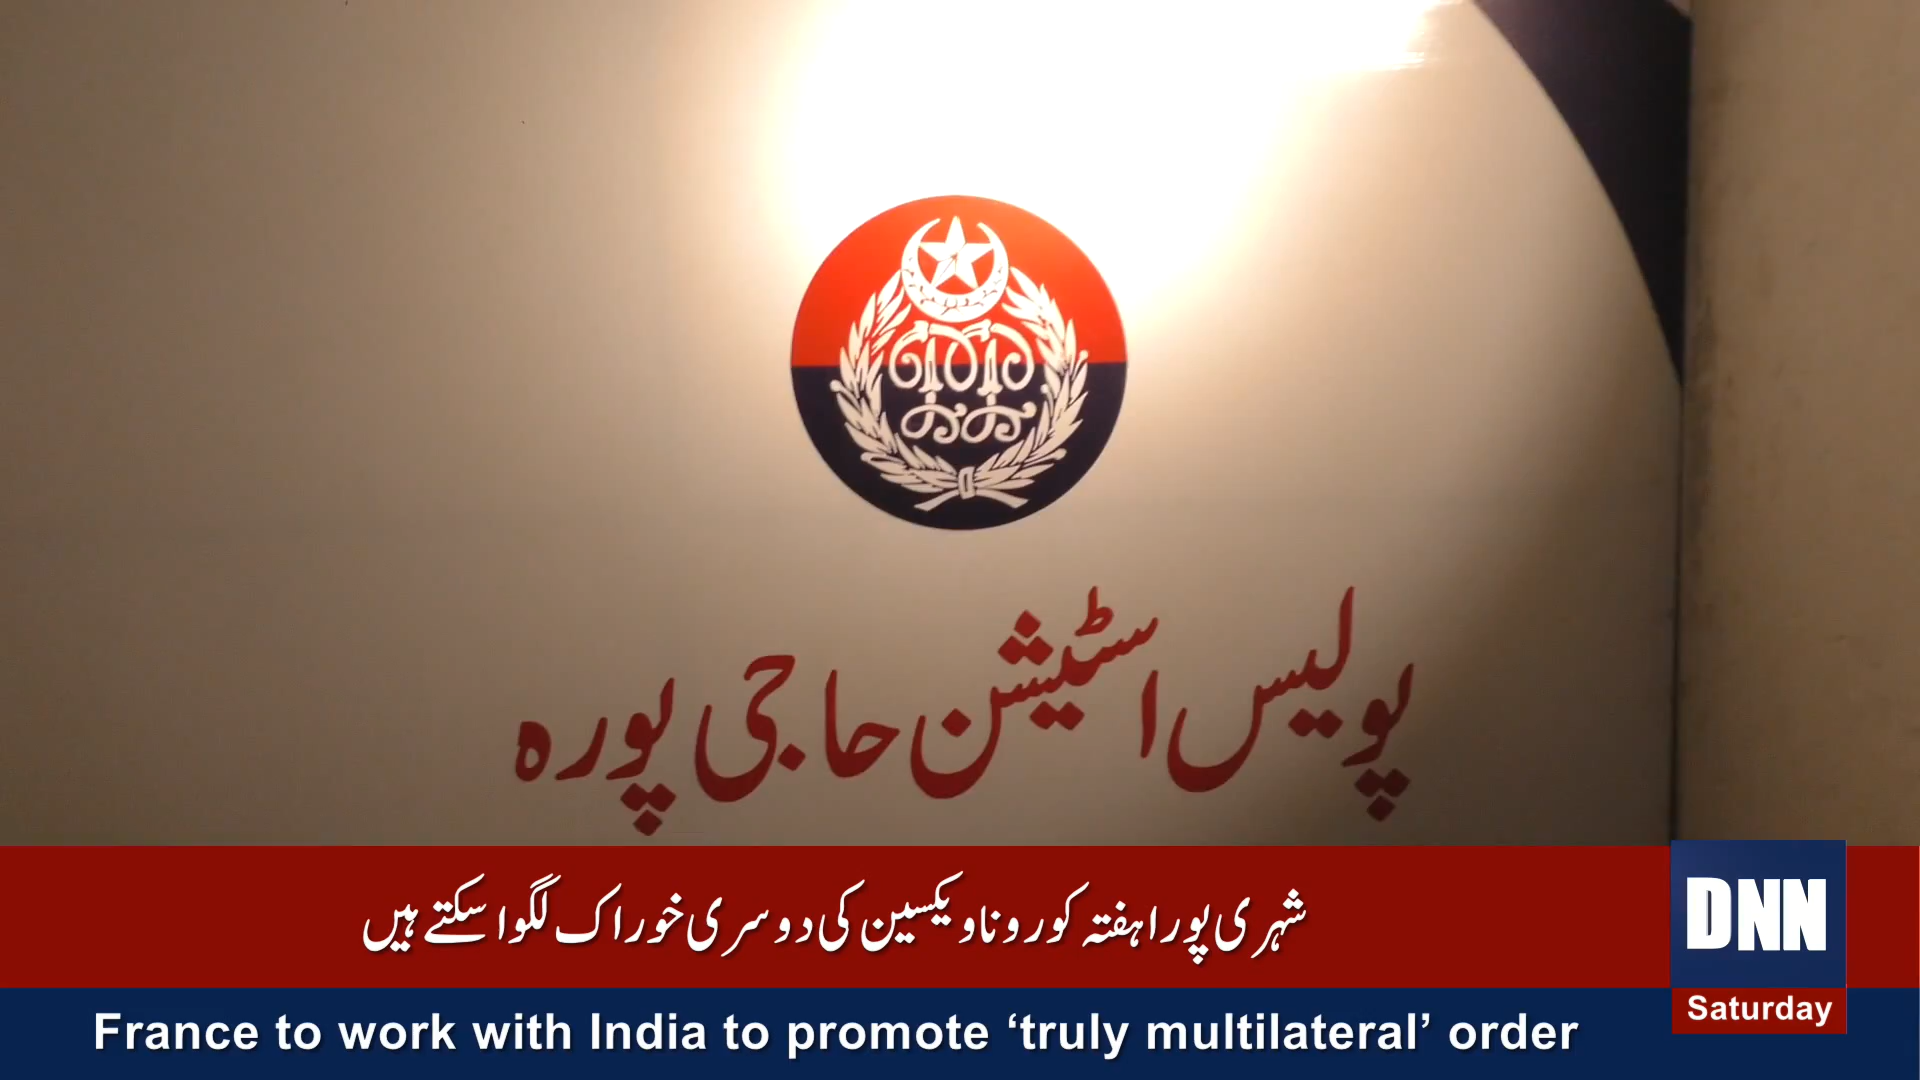 پولیس اسٹیشن حاجی پورہ
شہری پورا ہفتہ کورونا ویکسین کی دوسری خوراک لگوا سکتے ہیں
DNN
Saturday
France to work with India to promote ‘truly multilateral’ order